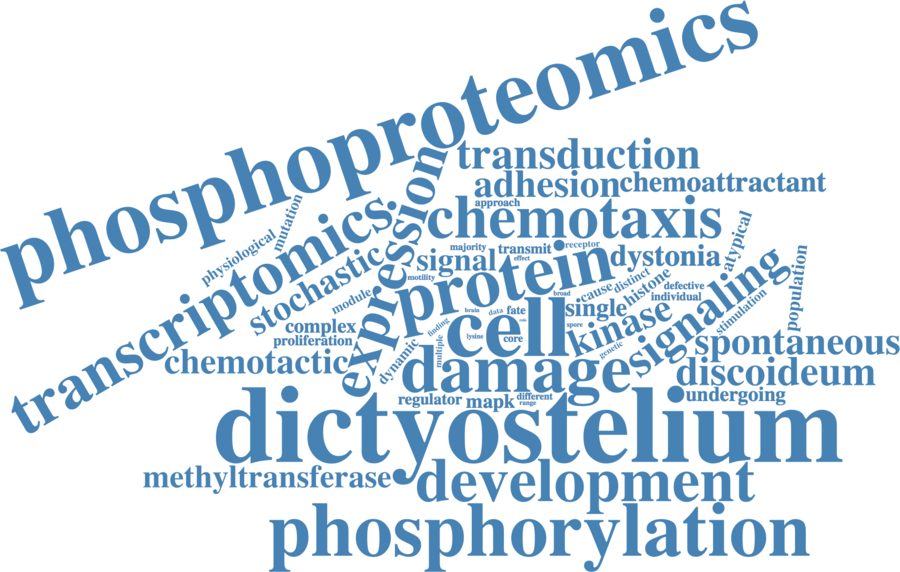 phosphoproteomics
transduction
adhesion
chemoattractant
approach
expression
chemotaxis
mutation
physiological
transcriptomics
stochastic
majority
transmit
receptor
effect
signal
protein
dystonia
atypical
motility
module
cause
distinct
histone
defective
individual
population
stimulation
signaling
broad
brain
data
fate
single
complex
proliferation
finding
cell
role
spore
kinase
lysine
core
genetic
spontaneous
chemotactic
dynamic
multiple
damage
discoideum
regulator
mapk
different
range
undergoing
dictyostelium
methyltransferase
development
phosphorylation